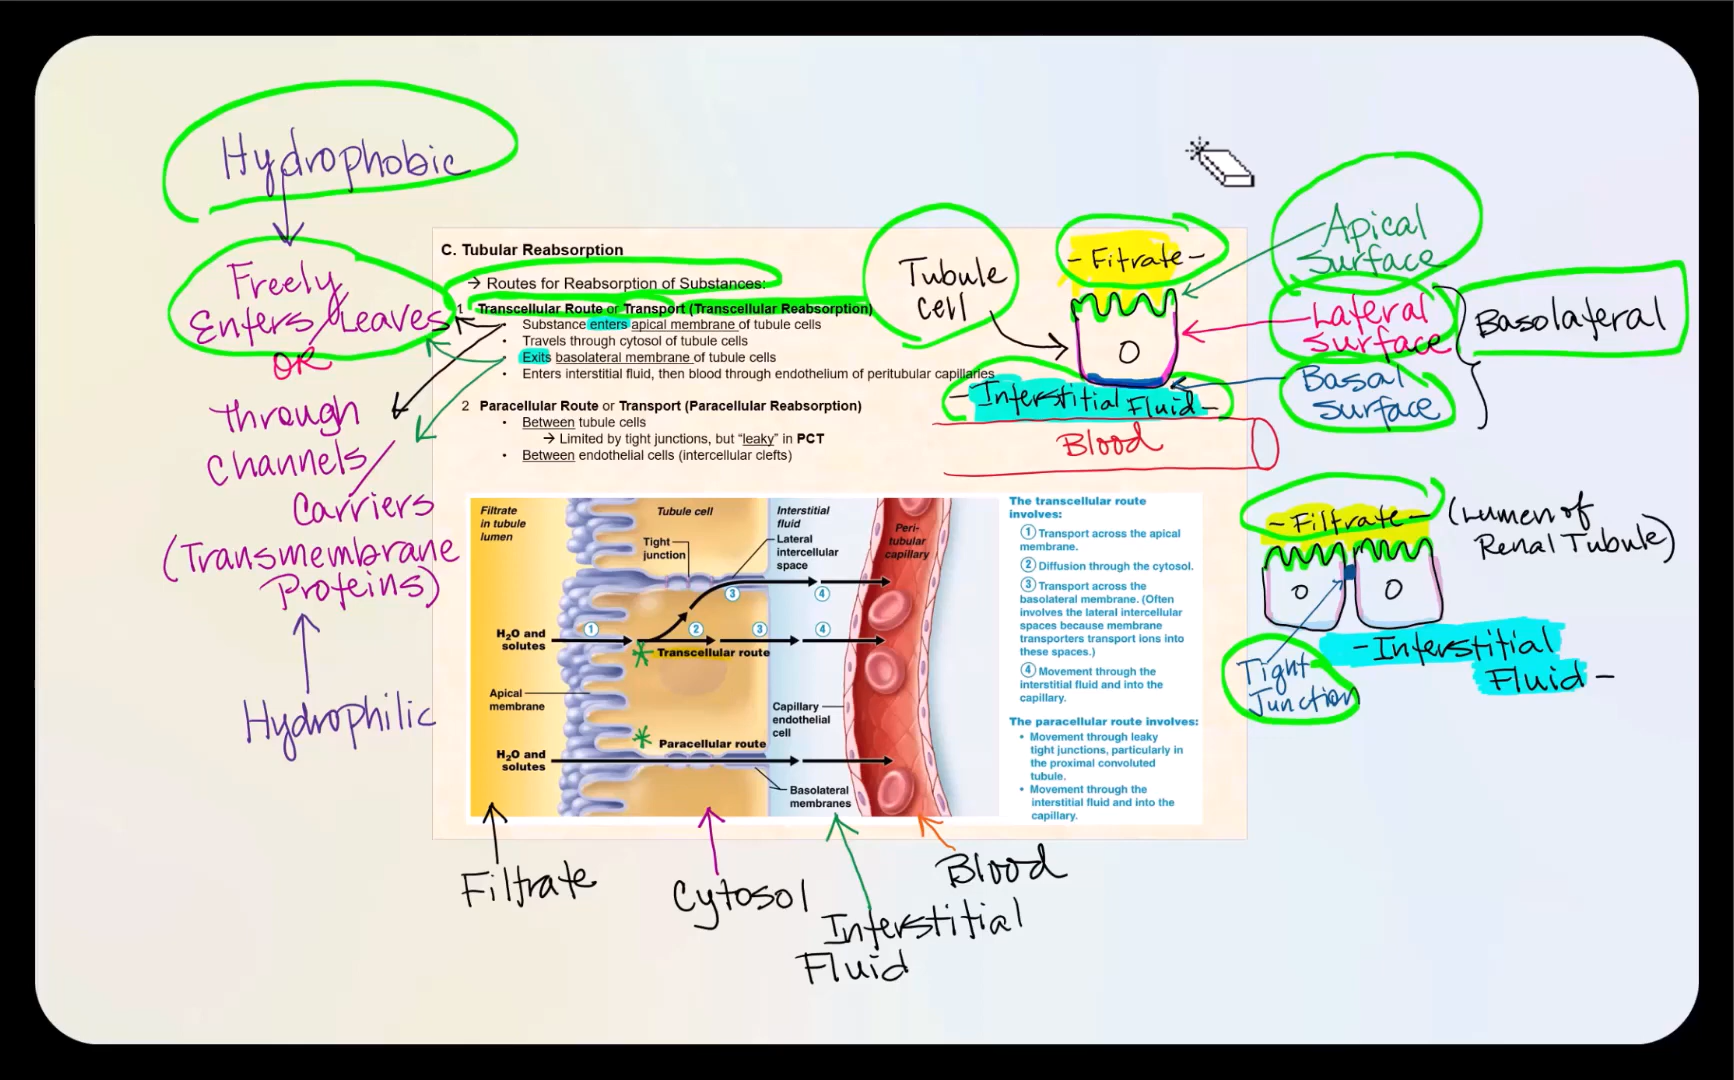 Hydrophobic
Freely
Enters/Leaves
OR
through
Channels/
Carriers
(Transmembrane
Proteins)
Hydrophilic
C. Tubular Reabsorption
→ Routes for Reabsorption of Substances:
1 Transcellular Route or Transport (Transcellular Reabsorption)
• Substance enters apical membrane of tubule cells
• Travels through cytosol of tubule cells
• Exits basolateral membrane of tubule cells
• Enters interstitial fluid, then blood through endothelium of peritubular capillaries
2 Paracellular Route or Transport (Paracellular Reabsorption)
• Between tubule cells
→ Limited by tight junctions, but “leaky” in PCT
• Between endothelial cells (intercellular clefts)
Tubule
Cell
- Fitrate -
O
- Interstitial Fluid -
Blood
Apical
Surface
Lateral
Surface
Basal
Surface
Basolateral
- Filtrate -
(Lumen of
Renal Tubule)
O O
Tight
Junction
- Interstitial
Fluid -
Filtrate
in tubule
lumen
Tubule cell
Tight
junction
Interstitial
fluid
Lateral
intercellular
space
Peri-
tubular
capillary
3 4
1 2 3 4
H2O and
solutes
Transcellular route
Apical
membrane
Capillary
endothelial
cell
Paracellular route
H2O and
solutes
Basolateral
membranes
The transcellular route
involves:
1 Transport across the apical
membrane.
2 Diffusion through the cytosol.
3 Transport across the
basolateral membrane. (Often
involves the lateral intercellular
spaces because membrane
transporters transport ions into
these spaces.)
4 Movement through the
interstitial fluid and into the
capillary.
The paracellular route involves:
• Movement through leaky
tight junctions, particularly in
the proximal convoluted
tubule.
• Movement through the
interstitial fluid and into the
capillary.
Filtrate
Cytosol
Interstitial
Fluid
Blood